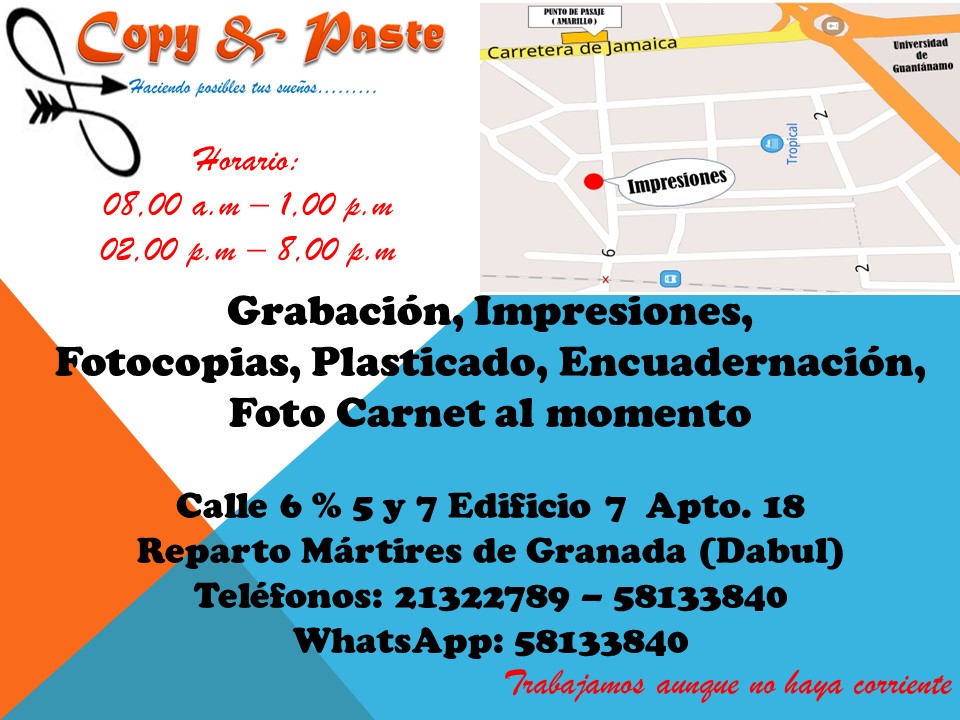 Copy & Paste
Haciendo posibles tus sueños.........
Horario:
08,00 a.m – 1,00 p.m
02,00 p.m – 8,00 p.m
PUNTO DE PASAJE
( AMARILLO )
Carretera de Jamaica
Universidad
de
Guantánamo
2
Tropical
Impresiones
6
2
x
Grabación, Impresiones,
Fotocopias, Plasticado, Encuadernación,
Foto Carnet al momento
Calle 6 % 5 y 7 Edificio 7 Apto. 18
Reparto Mártires de Granada (Dabul)
Teléfonos: 21322789 – 58133840
WhatsApp: 58133840
Trabajamos aunque no haya corriente